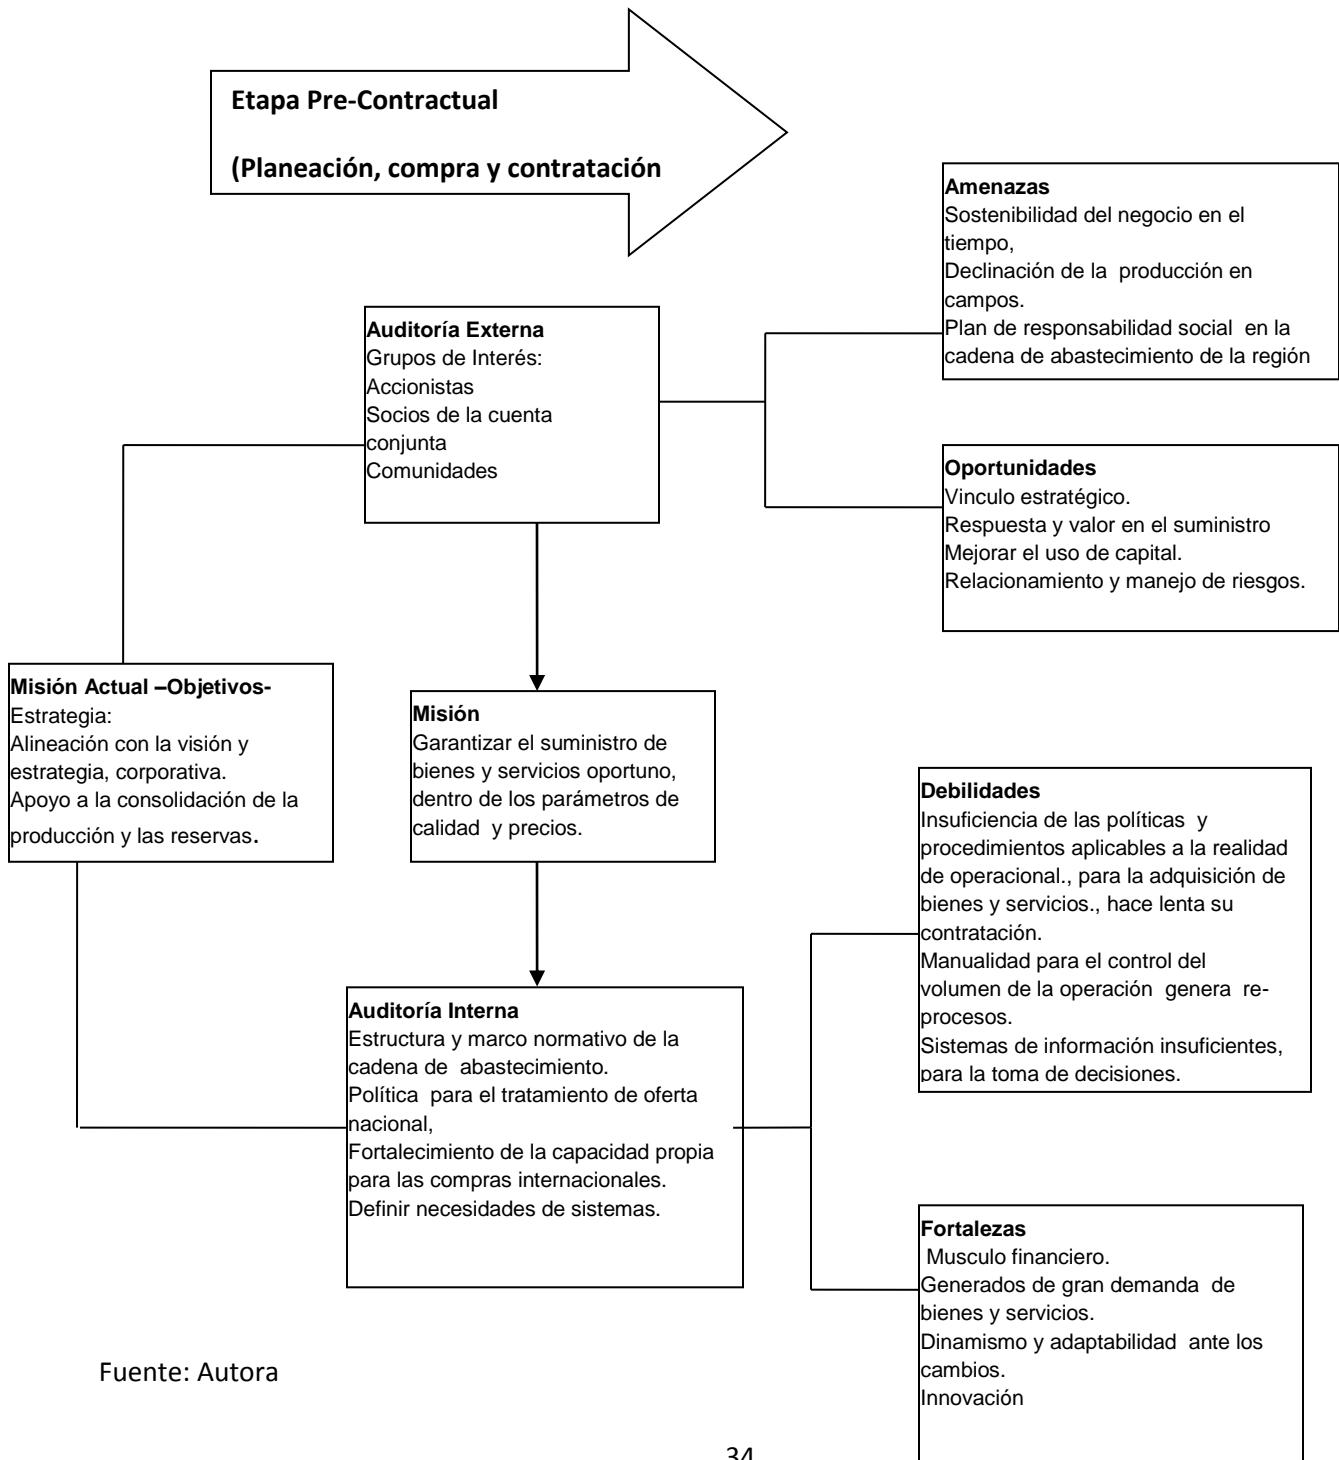 Etapa Pre-Contractual
(Planeación, compra y contratación
Amenazas
Sostenibilidad del negocio en el
tiempo,
Declinación de la producción en
campos.
Plan de responsabilidad social en la
cadena de abastecimiento de la región
Auditoría Externa
Grupos de Interés:
Accionistas
Socios de la cuenta
conjunta
Comunidades
Oportunidades
Vinculo estratégico.
Respuesta y valor en el suministro
Mejorar el uso de capital.
Relacionamiento y manejo de riesgos.
Misión Actual –Objetivos-
Estrategia:
Alineación con la visión y
estrategia, corporativa.
Apoyo a la consolidación de la
producción y las reservas.
Misión
Garantizar el suministro de
bienes y servicios oportuno,
dentro de los parámetros de
calidad y precios.
Debilidades
Insuficiencia de las políticas y
procedimientos aplicables a la realidad
de operacional., para la adquisición de
bienes y servicios., hace lenta su
contratación.
Manualidad para el control del
volumen de la operación genera re-
procesos.
Sistemas de información insuficientes,
para la toma de decisiones.
Auditoría Interna
Estructura y marco normativo de la
cadena de abastecimiento.
Política para el tratamiento de oferta
nacional,
Fortalecimiento de la capacidad propia
para las compras internacionales.
Definir necesidades de sistemas.
Fortalezas
Musculo financiero.
Generados de gran demanda de
bienes y servicios.
Dinamismo y adaptabilidad ante los
cambios.
Innovación
Fuente: Autora
34